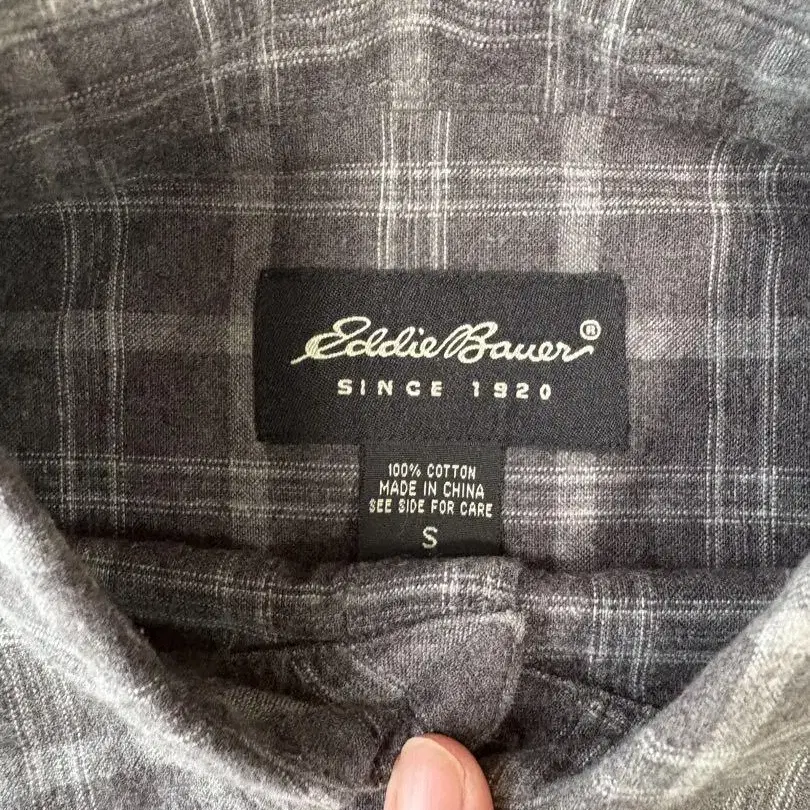 Eddie Bauer®
SINCE 1920
100% COTTON
MADE IN CHINA
SEE SIDE FOR CARE
S